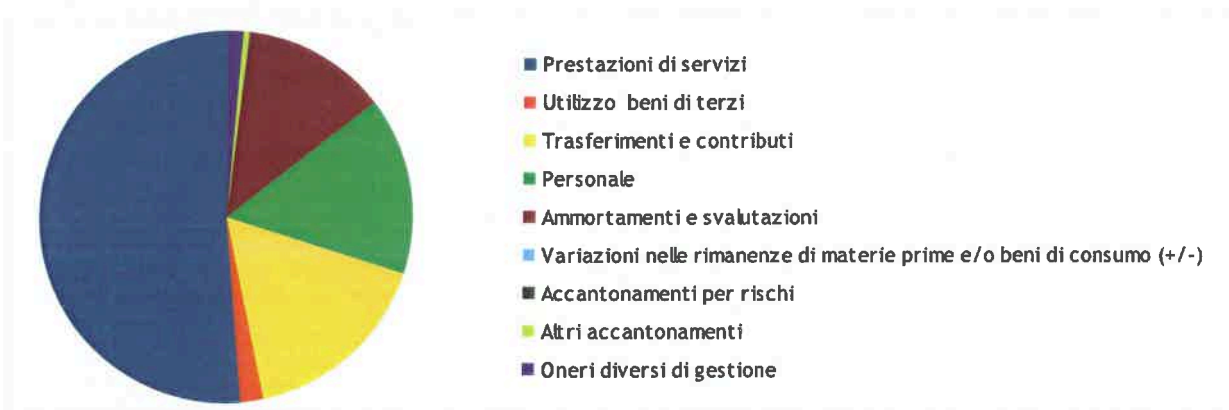 Prestazioni di servizi
Utilizzo beni di terzi
Trasferimenti e contributi
Personale
Ammortamenti e svalutazioni
Variazioni nelle rimanenze di materie prime e/o beni di consumo (+/-)
Accantonamenti per rischi
Altri accantonamenti
Oneri diversi di gestione